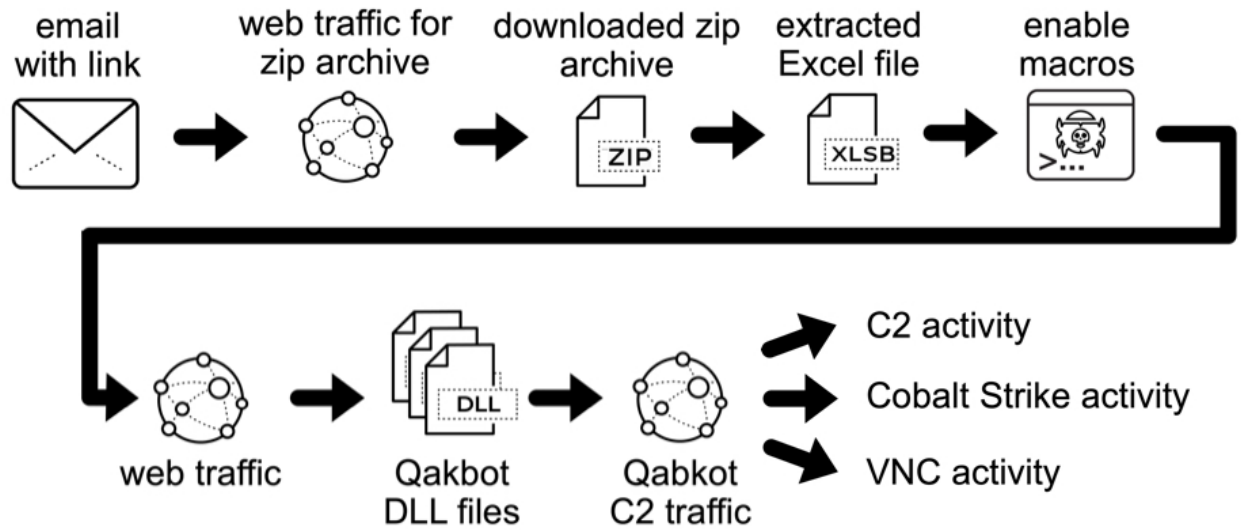 email
with link
web traffic for
zip archive
downloaded zip
archive
extracted
Excel file
enable
macros
ZIP
XLSB
>...
web traffic
DLL
Qakbot
DLL files
Qabkot
C2 traffic
C2 activity
Cobalt Strike activity
VNC activity